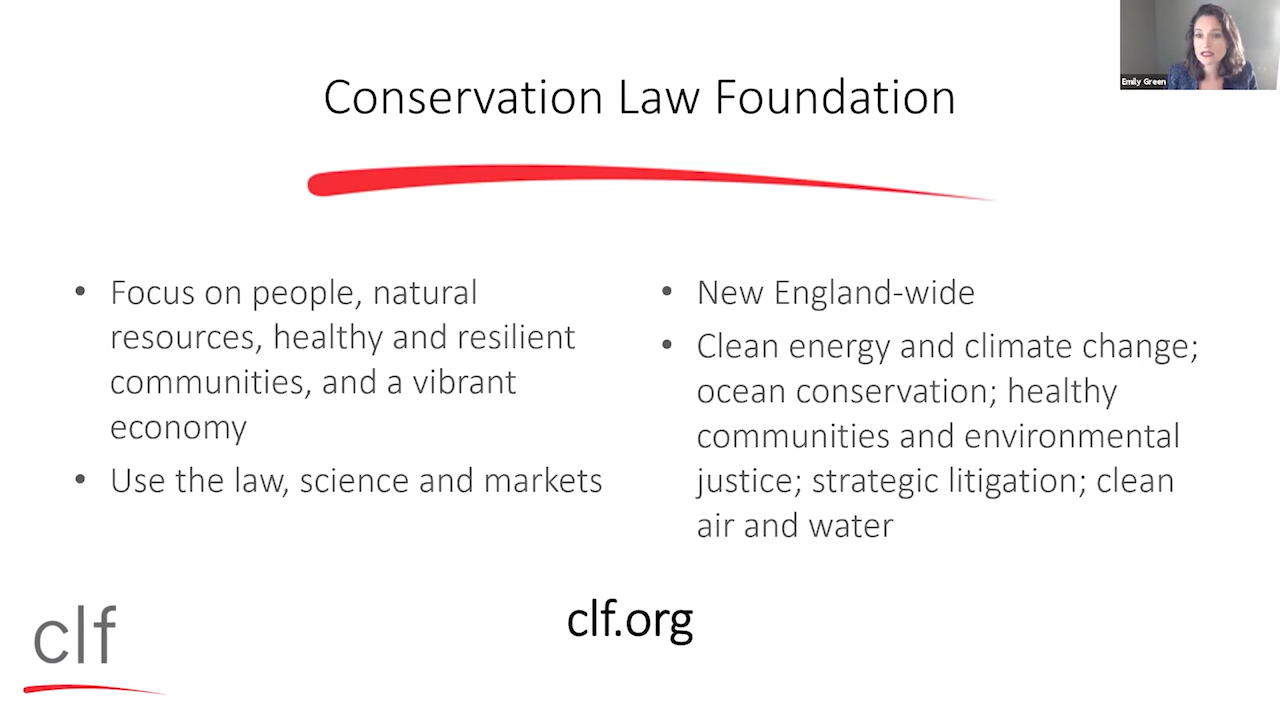 Emily Green
Conservation Law Foundation
• Focus on people, natural
resources, healthy and resilient
communities, and a vibrant
economy
• Use the law, science and markets
• New England-wide
• Clean energy and climate change;
ocean conservation; healthy
communities and environmental
justice; strategic litigation; clean
air and water
clf.org
clf